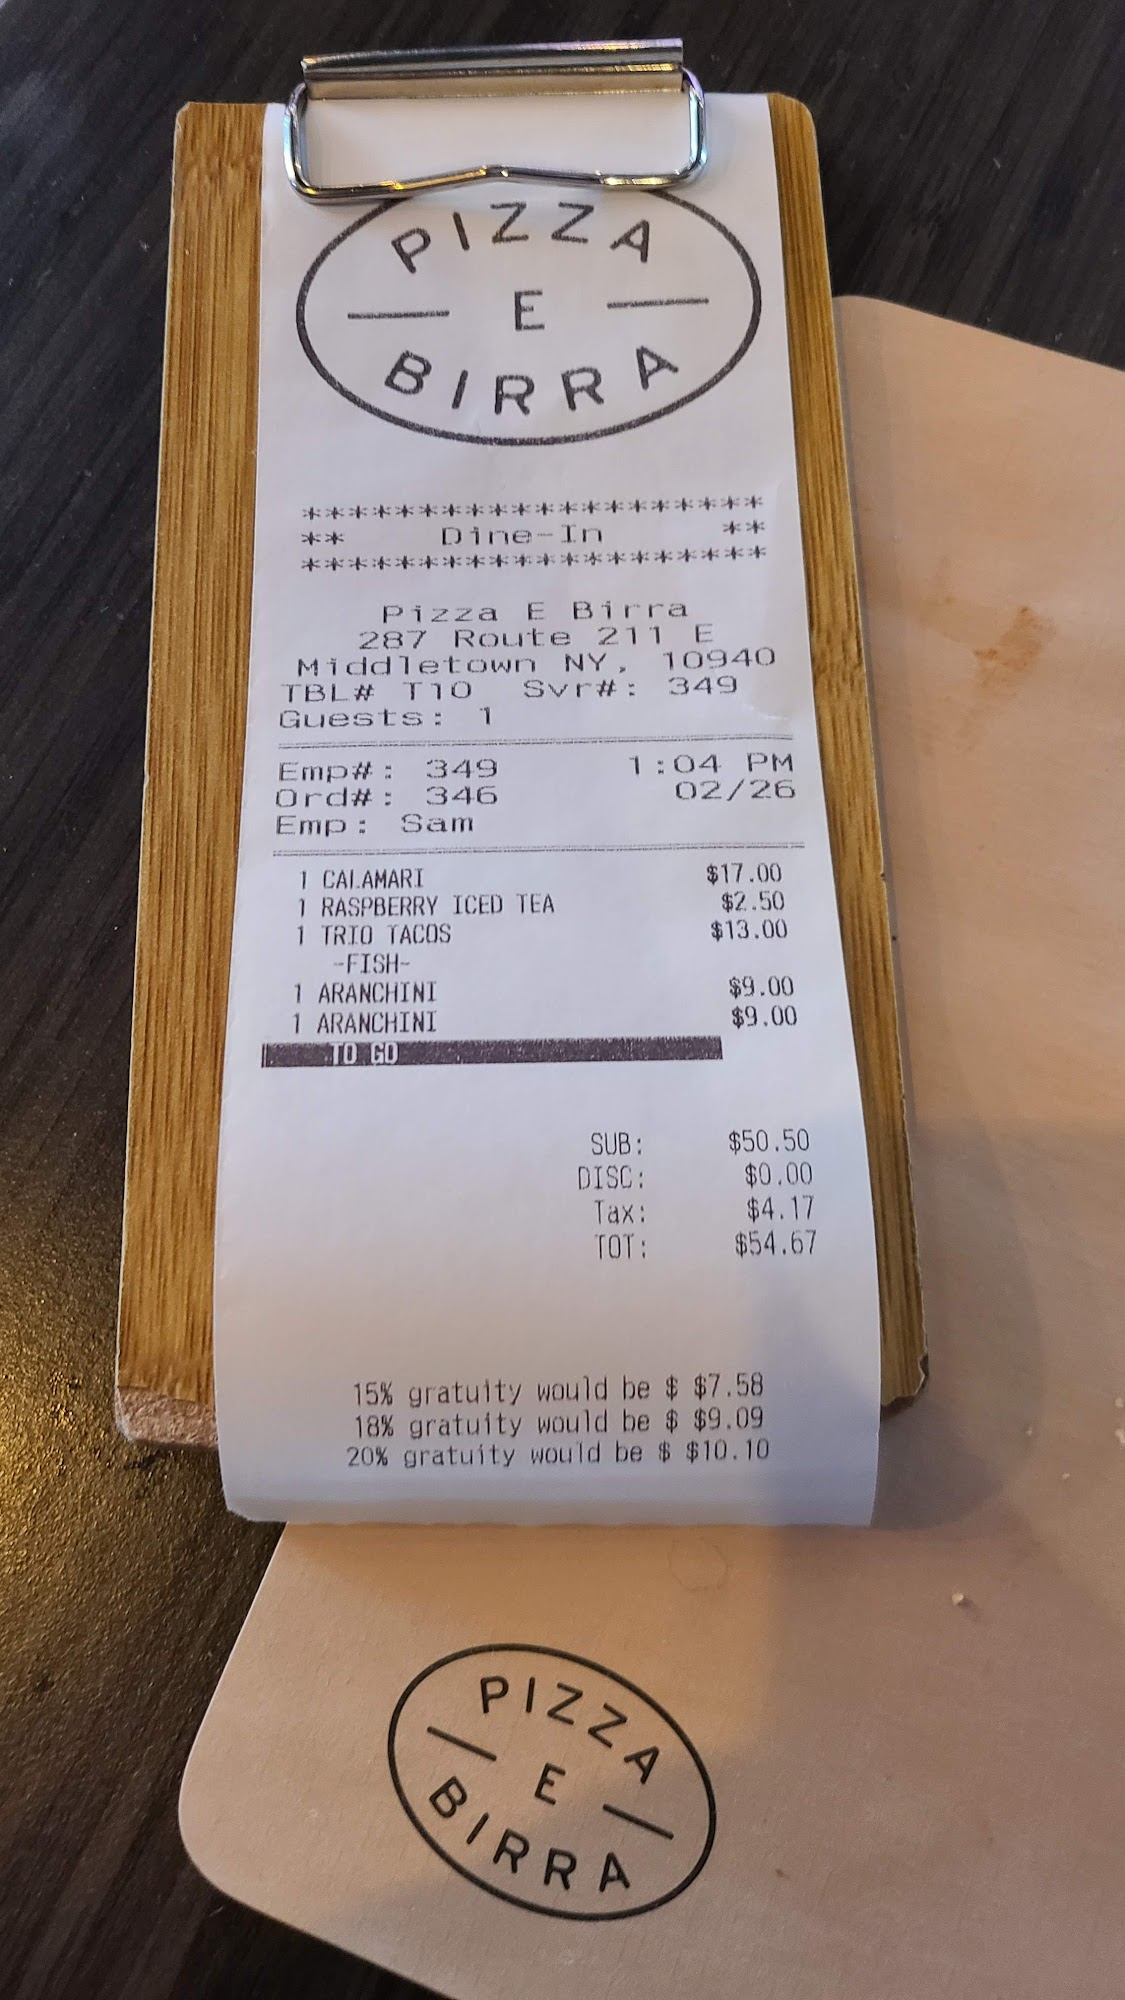 PIZZA
E
BIRRA
*********************
** Dine-In **
*********************
Pizza E Birra
287 Route 211 E
Middletown NY, 10940
TBL# T10 Svr#: 349
Guests: 1
Emp#: 349 1:04 PM
Ord#: 346 02/26
Emp: Sam
1 CALAMARI $17.00
1 RASPBERRY ICED TEA $2.50
1 TRIO TACOS $13.00
-FISH-
1 ARANCHINI $9.00
1 ARANCHINI $9.00
TO GO
SUB: $50.50
DISC: $0.00
Tax: $4.17
TOT: $54.67
15% gratuity would be $ $7.58
18% gratuity would be $ $9.09
20% gratuity would be $ $10.10
PIZZA
E
BIRRA